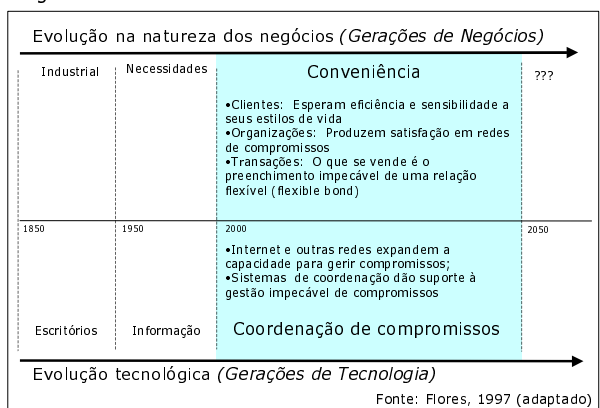 Evolução na natureza dos negócios (Gerações de Negócios)
Industrial
Necessidades
Conveniência
???
•Clientes: Esperam eficiência e sensibilidade a
seus estilos de vida
•Organizações: Produzem satisfação em redes
de compromissos
•Transações: O que se vende é o
preenchimento impecável de uma relação
flexível (flexible bond)
1850
1950
2000
2050
•Internet e outras redes expandem a
capacidade para gerir compromissos;
•Sistemas de coordenação dão suporte à
gestão impecável de compromissos
Escritórios
Informação
Coordenação de compromissos
Evolução tecnológica (Gerações de Tecnologia)
Fonte: Flores, 1997 (adaptado)